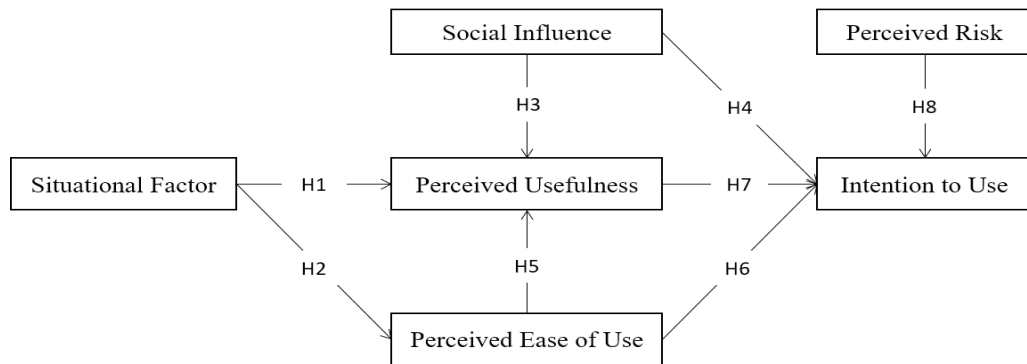 Social Influence
Perceived Risk
H3
H4
H8
Situational Factor
H1
Perceived Usefulness
H7
Intention to Use
H2
H5
H6
Perceived Ease of Use